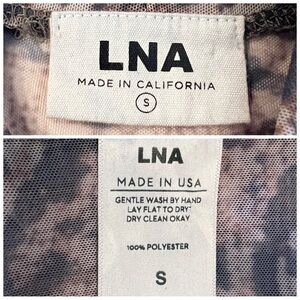 LNA
MADE IN CALIFORNIA
S
LNA
MADE IN USA
GENTLE WASH BY HAND
LAY FLAT TO DRY
DRY CLEAN OKAY
100% POLYESTER
S